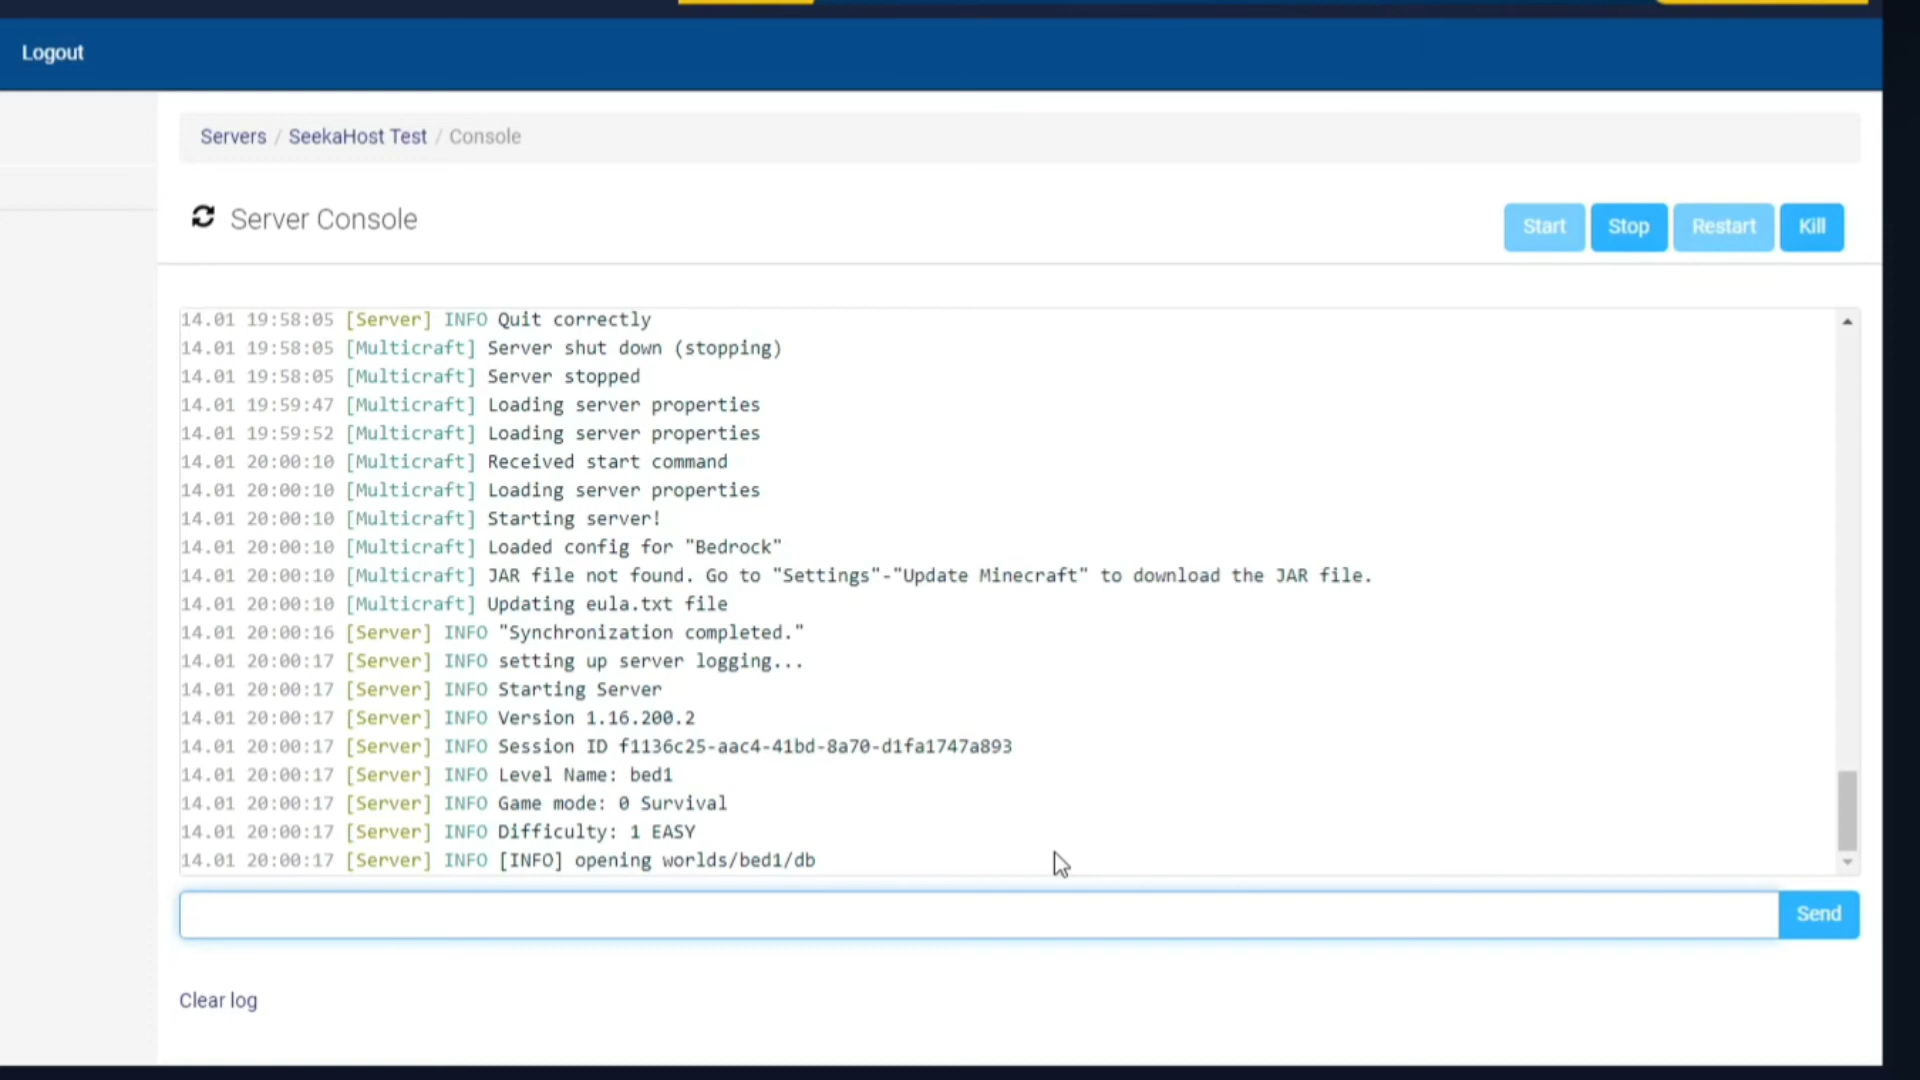 Logout
Servers / SeekaHost Test / Console
Server Console
Start Stop Restart Kill
14.01 19:58:05 [Server] INFO Quit correctly
14.01 19:58:05 [Multicraft] Server shut down (stopping)
14.01 19:58:05 [Multicraft] Server stopped
14.01 19:59:47 [Multicraft] Loading server properties
14.01 19:59:52 [Multicraft] Loading server properties
14.01 20:00:10 [Multicraft] Received start command
14.01 20:00:10 [Multicraft] Loading server properties
14.01 20:00:10 [Multicraft] Starting server!
14.01 20:00:10 [Multicraft] Loaded config for "Bedrock"
14.01 20:00:10 [Multicraft] JAR file not found. Go to "Settings"-"Update Minecraft" to download the JAR file.
14.01 20:00:10 [Multicraft] Updating eula.txt file
14.01 20:00:16 [Server] INFO "Synchronization completed."
14.01 20:00:17 [Server] INFO setting up server logging...
14.01 20:00:17 [Server] INFO Starting Server
14.01 20:00:17 [Server] INFO Version 1.16.200.2
14.01 20:00:17 [Server] INFO Session ID f1136c25-aac4-41bd-8a70-d1fa1747a893
14.01 20:00:17 [Server] INFO Level Name: bed1
14.01 20:00:17 [Server] INFO Game mode: 0 Survival
14.01 20:00:17 [Server] INFO Difficulty: 1 EASY
14.01 20:00:17 [Server] INFO [INFO] opening worlds/bed1/db
Send
Clear log